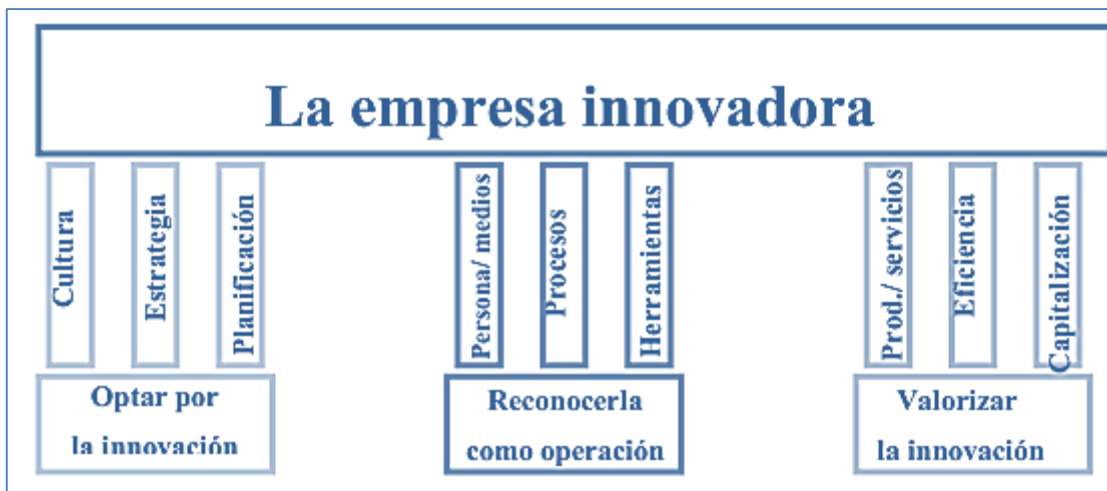 La empresa innovadora
Cultura
Estrategia
Planificación
Persona/ medios
Procesos
Herramientas
Prod./ servicios
Eficiencia
Capitalización
Optar por
la innovación
Reconocerla
como operación
Valorizar
la innovación